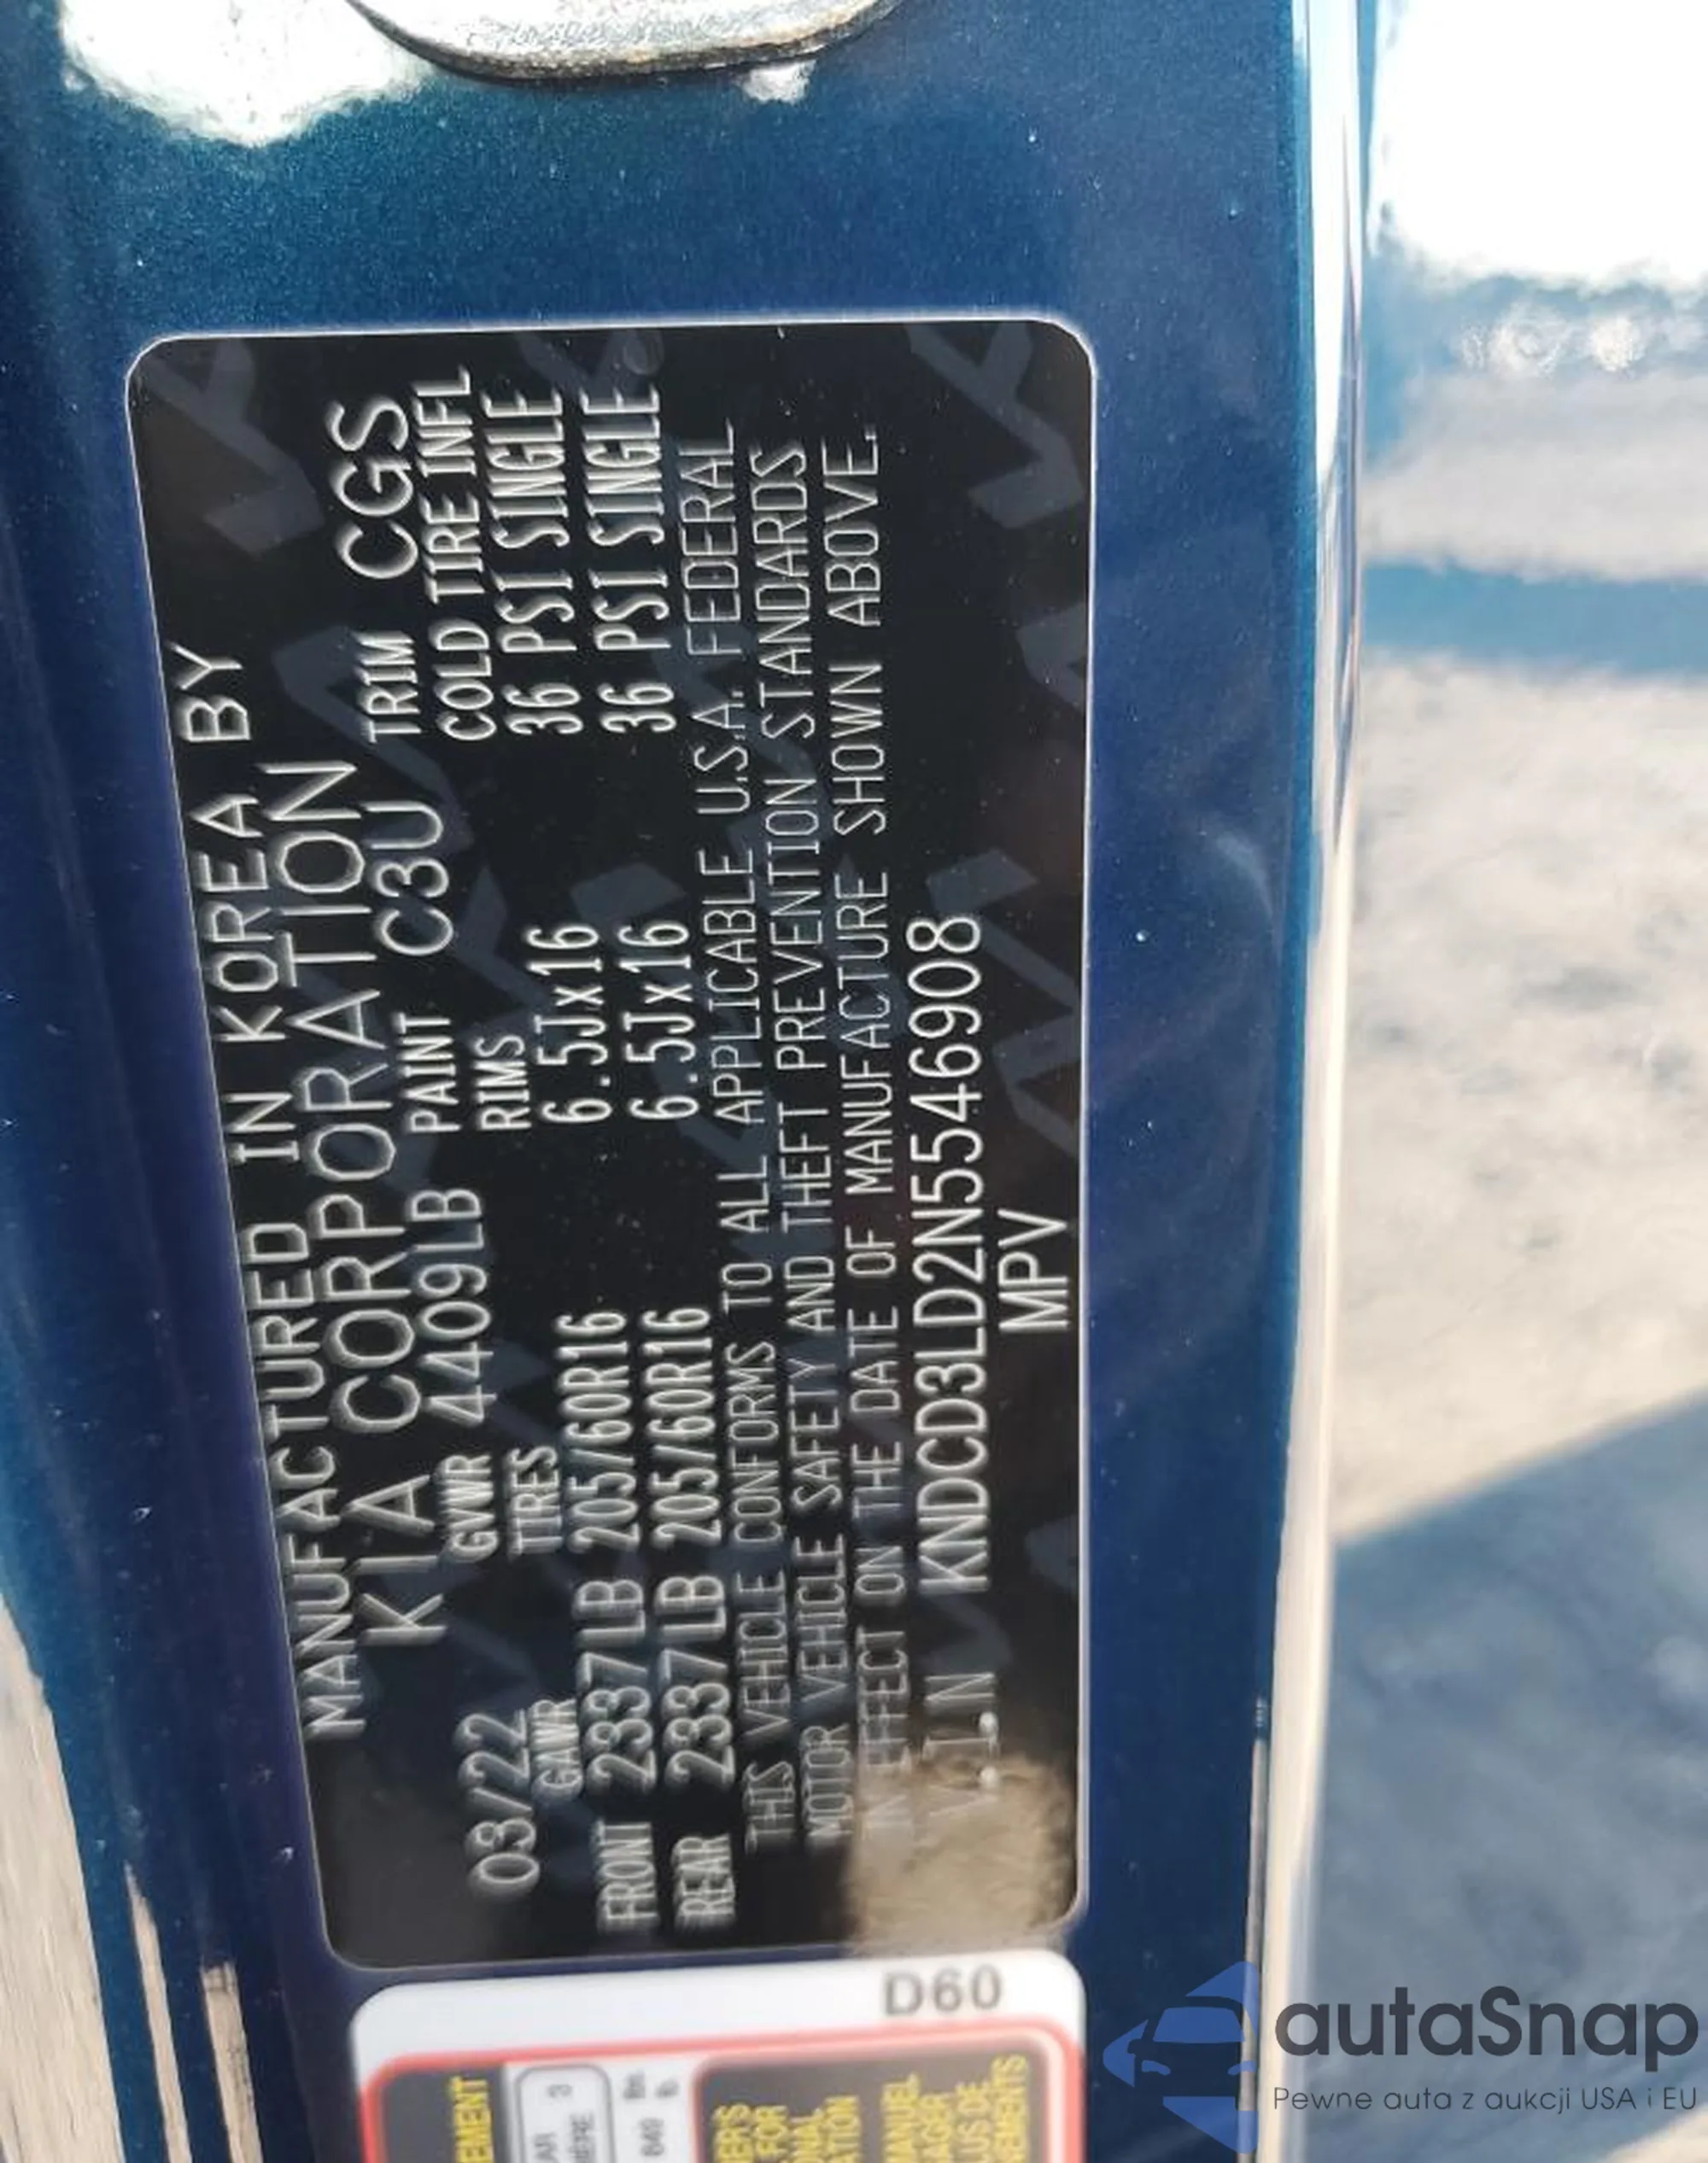 MANUFACTURED IN KOREA BY
KIA CORPORATION
03/22 GVWR 4409LB PAINT C3U TRIM CGS
GAWR TIRES RIMS COLD TIRE INFL
FRONT 2337LB 205/60R16 6.5Jx16 36 PSI SINGLE
REAR 2337LB 205/60R16 6.5Jx16 36 PSI SINGLE
THIS VEHICLE CONFORMS TO ALL APPLICABLE U.S.A. FEDERAL
MOTOR VEHICLE SAFETY AND THEFT PREVENTION STANDARDS
IN EFFECT ON THE DATE OF MANUFACTURE SHOWN ABOVE.
V.I.N KNDCD3LD2N5546908
MPV
D60
autaSnap
Pewne auta z aukcji USA i EU